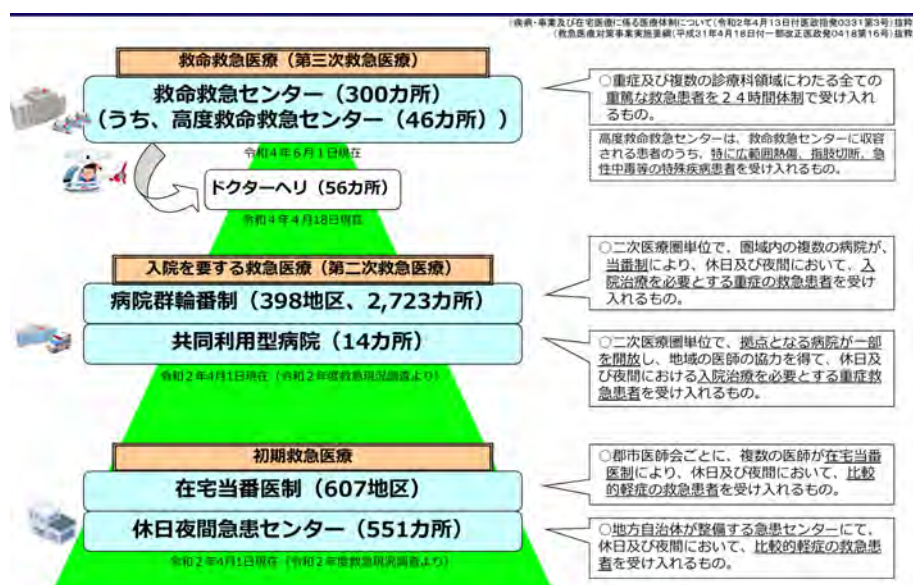 (疾病・事業及び在宅医療に係る医療体制について(令和2年4月13日付医政指発0331第3号)抜粋
(救急医療対策事業実施要綱(平成31年4月18日付一部改正医政発0418第16号)抜粋
救命救急医療（第三次救急医療）
救命救急センター（300カ所）
（うち、高度救命救急センター（46カ所））
令和４年６月１日現在
ドクターヘリ（56カ所）
令和４年４月18日現在
○重症及び複数の診療科領域にわたる全ての
重篤な救急患者を２４時間体制で受け入れ
るもの。
高度救命救急センターは、救命救急センターに収容
される患者のうち、特に広範囲熱傷、指肢切断、急
性中毒等の特殊疾病患者を受け入れるもの。
入院を要する救急医療（第二次救急医療）
病院群輪番制（398地区、2,723カ所）
共同利用型病院（14カ所）
令和２年4月1日現在（令和２年度救急現況調査より）
○二次医療圏単位で、圏域内の複数の病院が、
当番制により、休日及び夜間において、入
院治療を必要とする重症の救急患者を受け
入れるもの。
○二次医療圏単位で、拠点となる病院が一部
を開放し、地域の医師の協力を得て、休日及
び夜間における入院治療を必要とする重症救
急患者を受け入れるもの。
初期救急医療
在宅当番医制（607地区）
休日夜間急患センター（551カ所）
令和２年4月1日現在（令和２年度救急現況調査より）
○郡市医師会ごとに、複数の医師が在宅当番
医制により、休日及び夜間において、比較
的軽症の救急患者を受け入れるもの。
○地方自治体が整備する急患センターにて、
休日及び夜間において、比較的軽症の救急患
者を受け入れるもの。